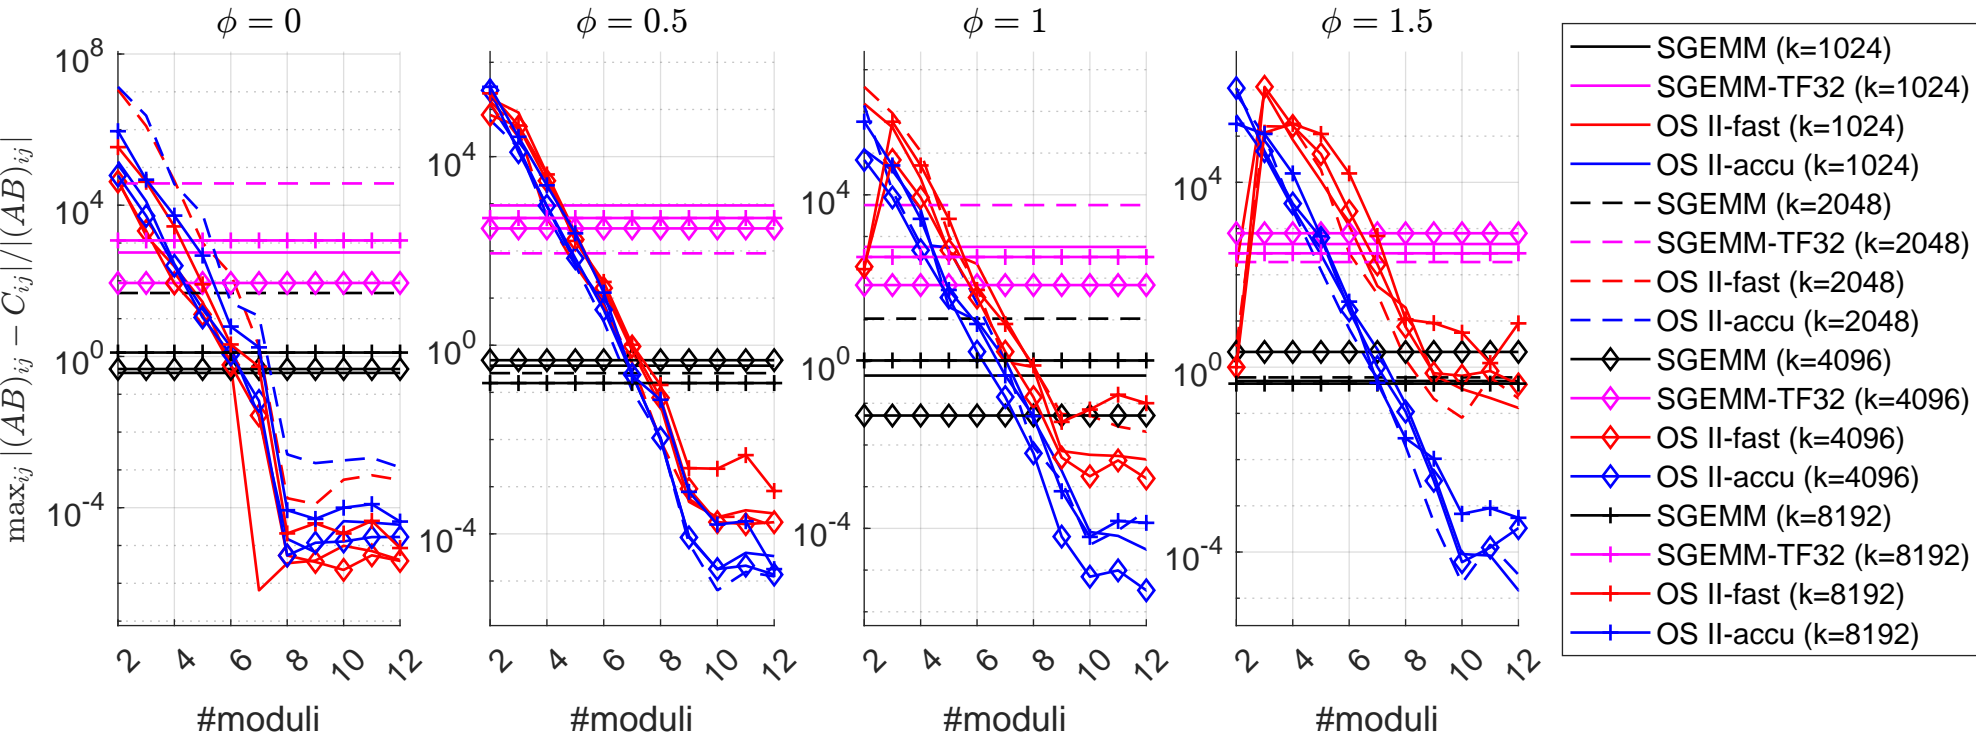 ϕ = 0
ϕ = 0.5
ϕ = 1
ϕ = 1.5
max_{ij} |(AB)_{ij} − C_{ij}|/|(AB)_{ij}|
10^8
10^4
10^0
10^{-4}
2 4 6 8 10 12
#moduli
10^4
10^0
10^{-4}
2 4 6 8 10 12
#moduli
10^4
10^0
10^{-4}
2 4 6 8 10 12
#moduli
10^4
10^0
10^{-4}
2 4 6 8 10 12
#moduli
SGEMM (k=1024)
SGEMM-TF32 (k=1024)
OS II-fast (k=1024)
OS II-accu (k=1024)
SGEMM (k=2048)
SGEMM-TF32 (k=2048)
OS II-fast (k=2048)
OS II-accu (k=2048)
SGEMM (k=4096)
SGEMM-TF32 (k=4096)
OS II-fast (k=4096)
OS II-accu (k=4096)
SGEMM (k=8192)
SGEMM-TF32 (k=8192)
OS II-fast (k=8192)
OS II-accu (k=8192)